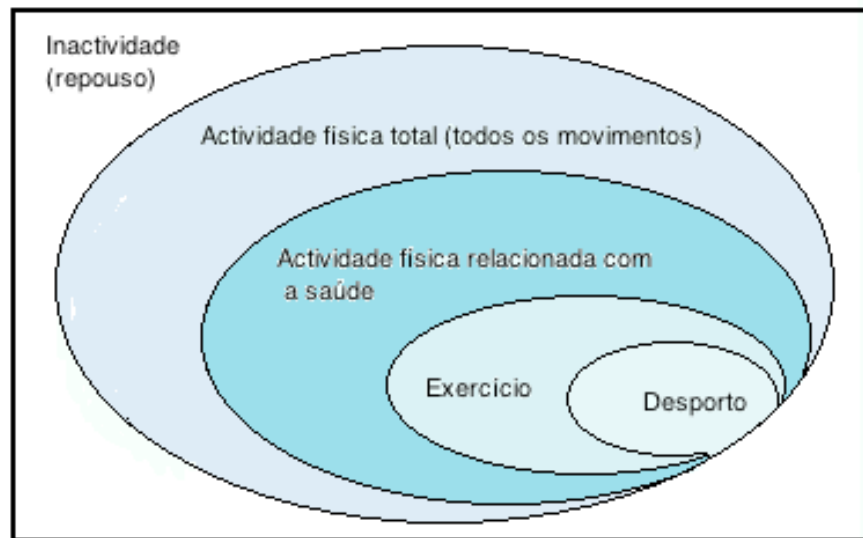 Inactividade
(repouso)
Actividade física total (todos os movimentos)
Actividade física relacionada com
a saúde
Exercício
Desporto